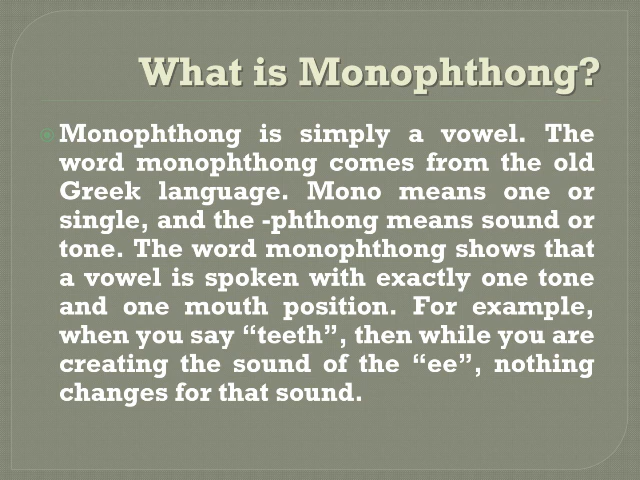 What is Monophthong?
Monophthong is simply a vowel. The
word monophthong comes from the old
Greek language. Mono means one or
single, and the -phthong means sound or
tone. The word monophthong shows that
a vowel is spoken with exactly one tone
and one mouth position. For example,
when you say “teeth”, then while you are
creating the sound of the “ee”, nothing
changes for that sound.